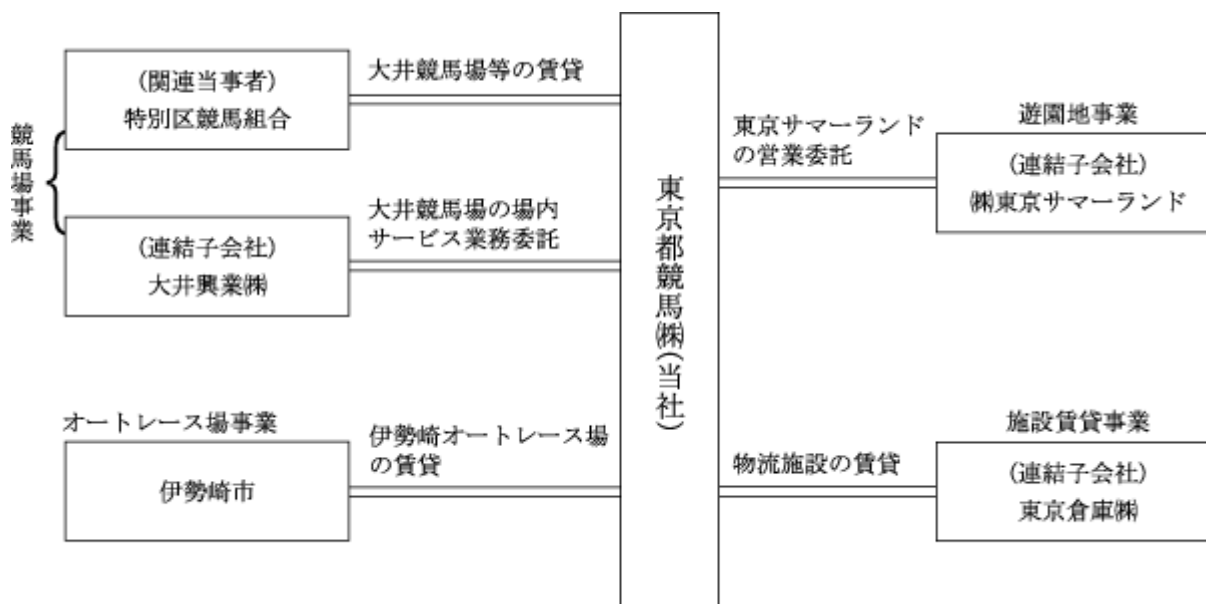 競馬場事業
(関連当事者)
特別区競馬組合
大井競馬場等の賃貸
(連結子会社)
大井興業㈱
大井競馬場の場内
サービス業務委託
オートレース場事業
伊勢崎市
伊勢崎オートレース場
の賃貸
東京都競馬㈱(当社)
東京サマーランド
の営業委託
遊園地事業
(連結子会社)
㈱東京サマーランド
物流施設の賃貸
施設賃貸事業
(連結子会社)
東京倉庫㈱